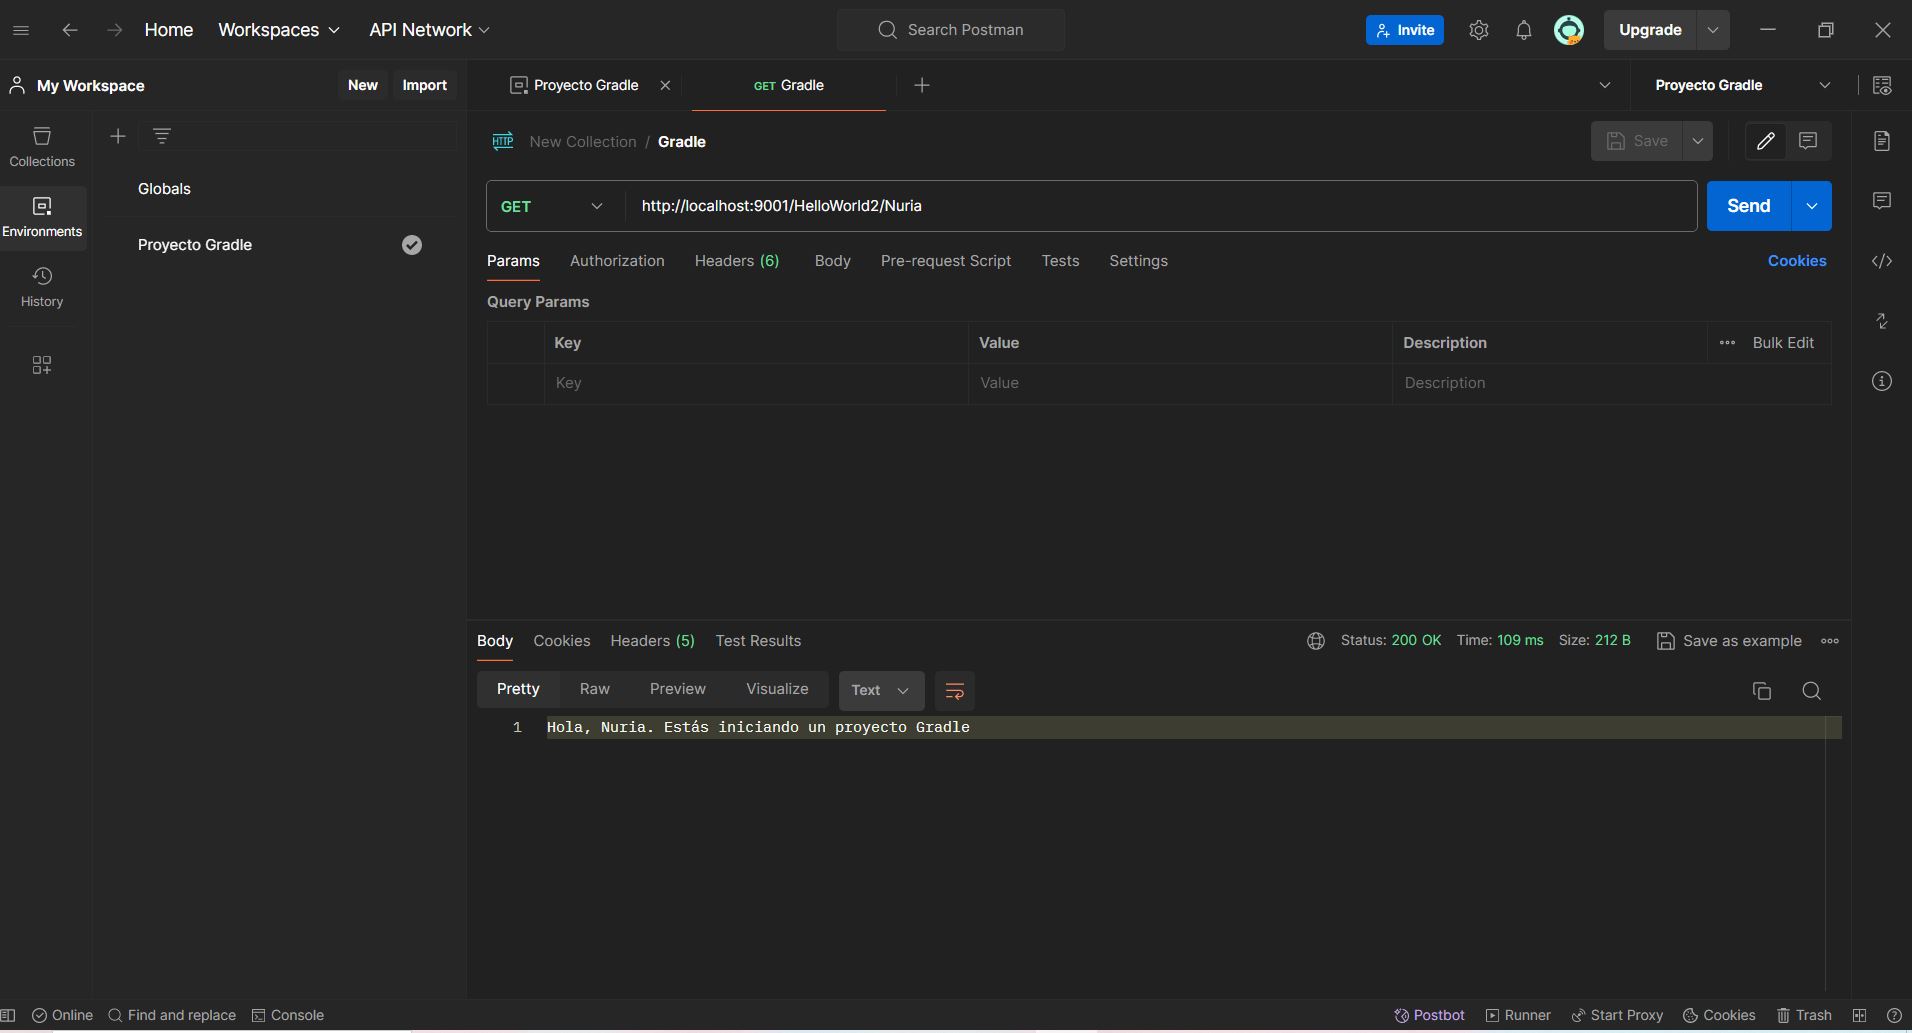 Home Workspaces API Network Search Postman Invite Upgrade
My Workspace New Import Proyecto Gradle GET Gradle Proyecto Gradle
HTTP New Collection / Gradle Save
Collections
Globals
GET http://localhost:9001/HelloWorld2/Nuria Send
Environments
Proyecto Gradle
Params Authorization Headers (6) Body Pre-request Script Tests Settings Cookies
History
Query Params
Key Value Description Bulk Edit
Key Value Description
Body Cookies Headers (5) Test Results Status: 200 OK Time: 109 ms Size: 212 B Save as example
Pretty Raw Preview Visualize Text
1 Hola, Nuria. Estás iniciando un proyecto Gradle
Online Find and replace Console Postbot Runner Start Proxy Cookies Trash